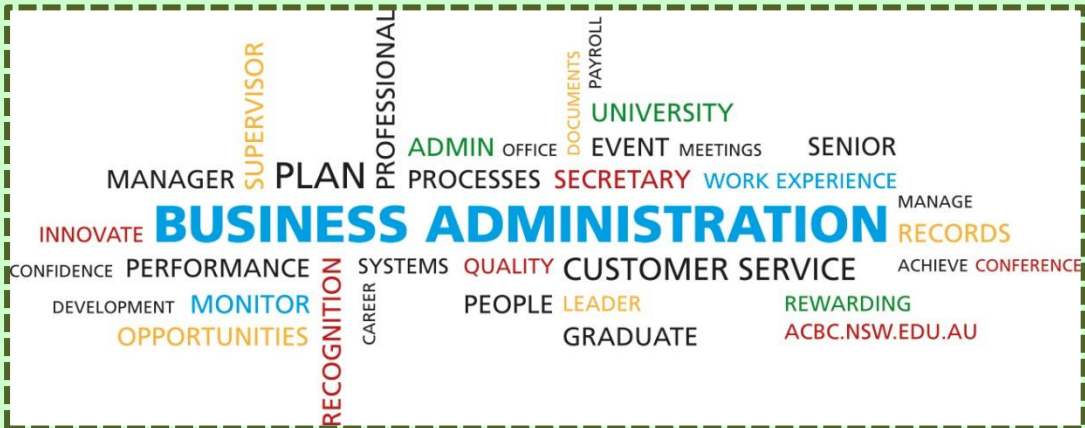 PAYROLL
PROFESSIONAL
SUPERVISOR
DOCUMENTS
UNIVERSITY
ADMIN OFFICE EVENT MEETINGS SENIOR
MANAGER PLAN PROCESSES SECRETARY WORK EXPERIENCE
MANAGE
INNOVATE BUSINESS ADMINISTRATION RECORDS
CONFIDENCE PERFORMANCE SYSTEMS QUALITY CUSTOMER SERVICE ACHIEVE CONFERENCE
RECOGNITION
CAREER
DEVELOPMENT MONITOR PEOPLE LEADER REWARDING
OPPORTUNITIES GRADUATE ACBC.NSW.EDU.AU